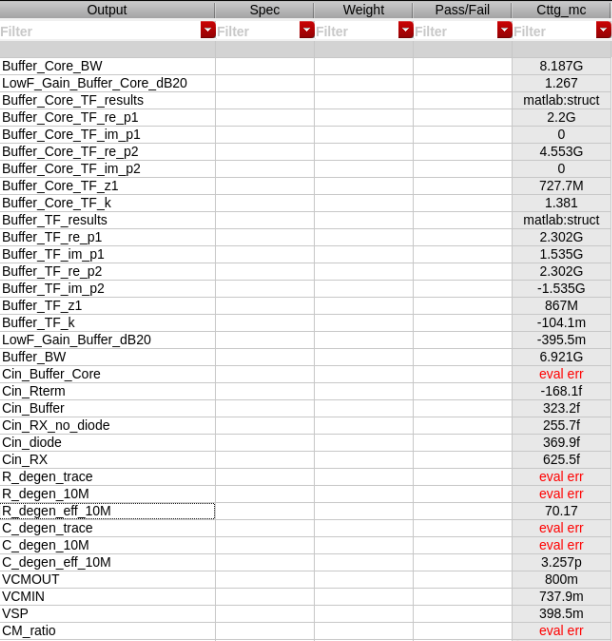 Output Spec Weight Pass/Fail Cttg_mc
Filter Filter Filter Filter Filter
Buffer_Core_BW 8.187G
LowF_Gain_Buffer_Core_dB20 1.267
Buffer_Core_TF_results matlab:struct
Buffer_Core_TF_re_p1 2.2G
Buffer_Core_TF_im_p1 0
Buffer_Core_TF_re_p2 4.553G
Buffer_Core_TF_im_p2 0
Buffer_Core_TF_z1 727.7M
Buffer_Core_TF_k 1.381
Buffer_TF_results matlab:struct
Buffer_TF_re_p1 2.302G
Buffer_TF_im_p1 1.535G
Buffer_TF_re_p2 2.302G
Buffer_TF_im_p2 -1.535G
Buffer_TF_z1 867M
Buffer_TF_k -104.1m
LowF_Gain_Buffer_dB20 -395.5m
Buffer_BW 6.921G
Cin_Buffer_Core eval err
Cin_Rterm -168.1f
Cin_Buffer 323.2f
Cin_RX_no_diode 255.7f
Cin_diode 369.9f
Cin_RX 625.5f
R_degen_trace eval err
R_degen_10M eval err
R_degen_eff_10M 70.17
C_degen_trace eval err
C_degen_10M eval err
C_degen_eff_10M 3.257p
VCMOUT 800m
VCMIN 737.9m
VSP 398.5m
CM_ratio eval err